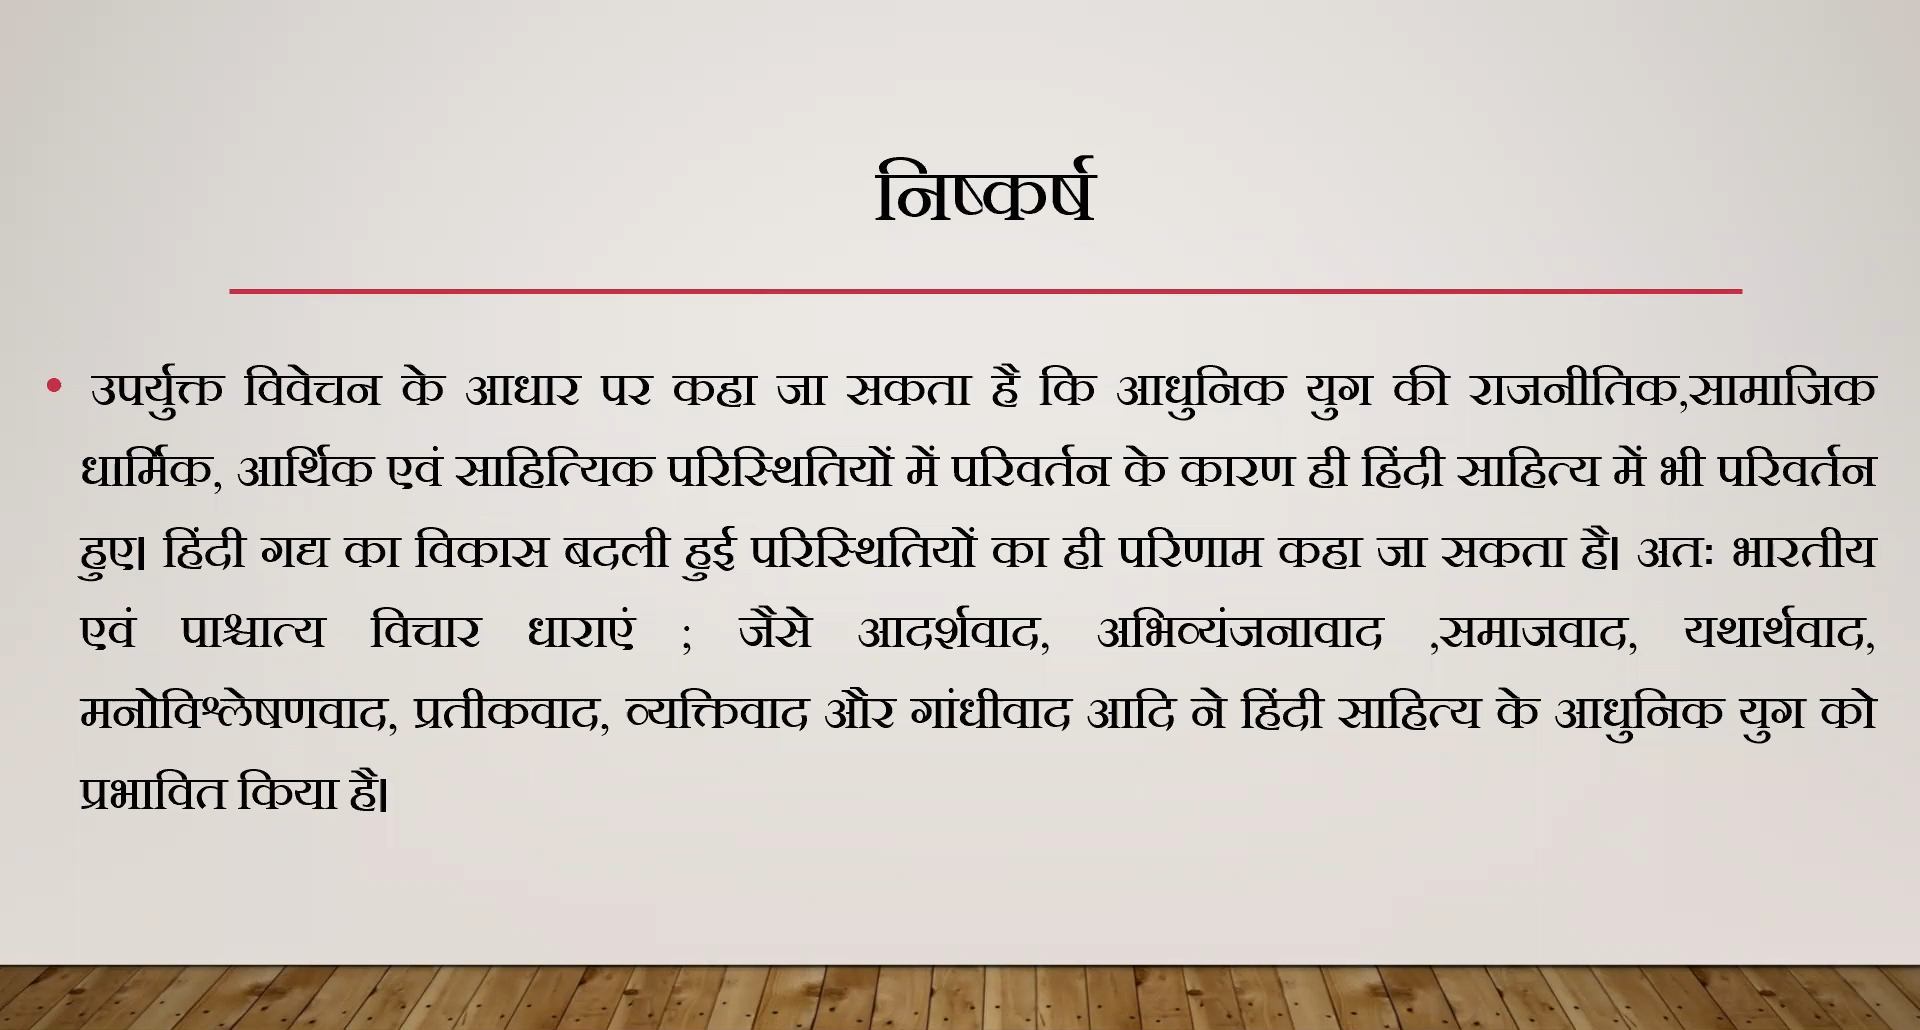 निष्कर्ष
• उपर्युक्त विवेचन के आधार पर कहा जा सकता है कि आधुनिक युग की राजनीतिक,सामाजिक
धार्मिक, आर्थिक एवं साहित्यिक परिस्थितियों में परिवर्तन के कारण ही हिंदी साहित्य में भी परिवर्तन
हुए। हिंदी गद्य का विकास बदली हुई परिस्थितियों का ही परिणाम कहा जा सकता है। अतः भारतीय
एवं पाश्चात्य विचार धाराएं ; जैसे आदर्शवाद, अभिव्यंजनावाद ,समाजवाद, यथार्थवाद,
मनोविश्लेषणवाद, प्रतीकवाद, व्यक्तिवाद और गांधीवाद आदि ने हिंदी साहित्य के आधुनिक युग को
प्रभावित किया है।